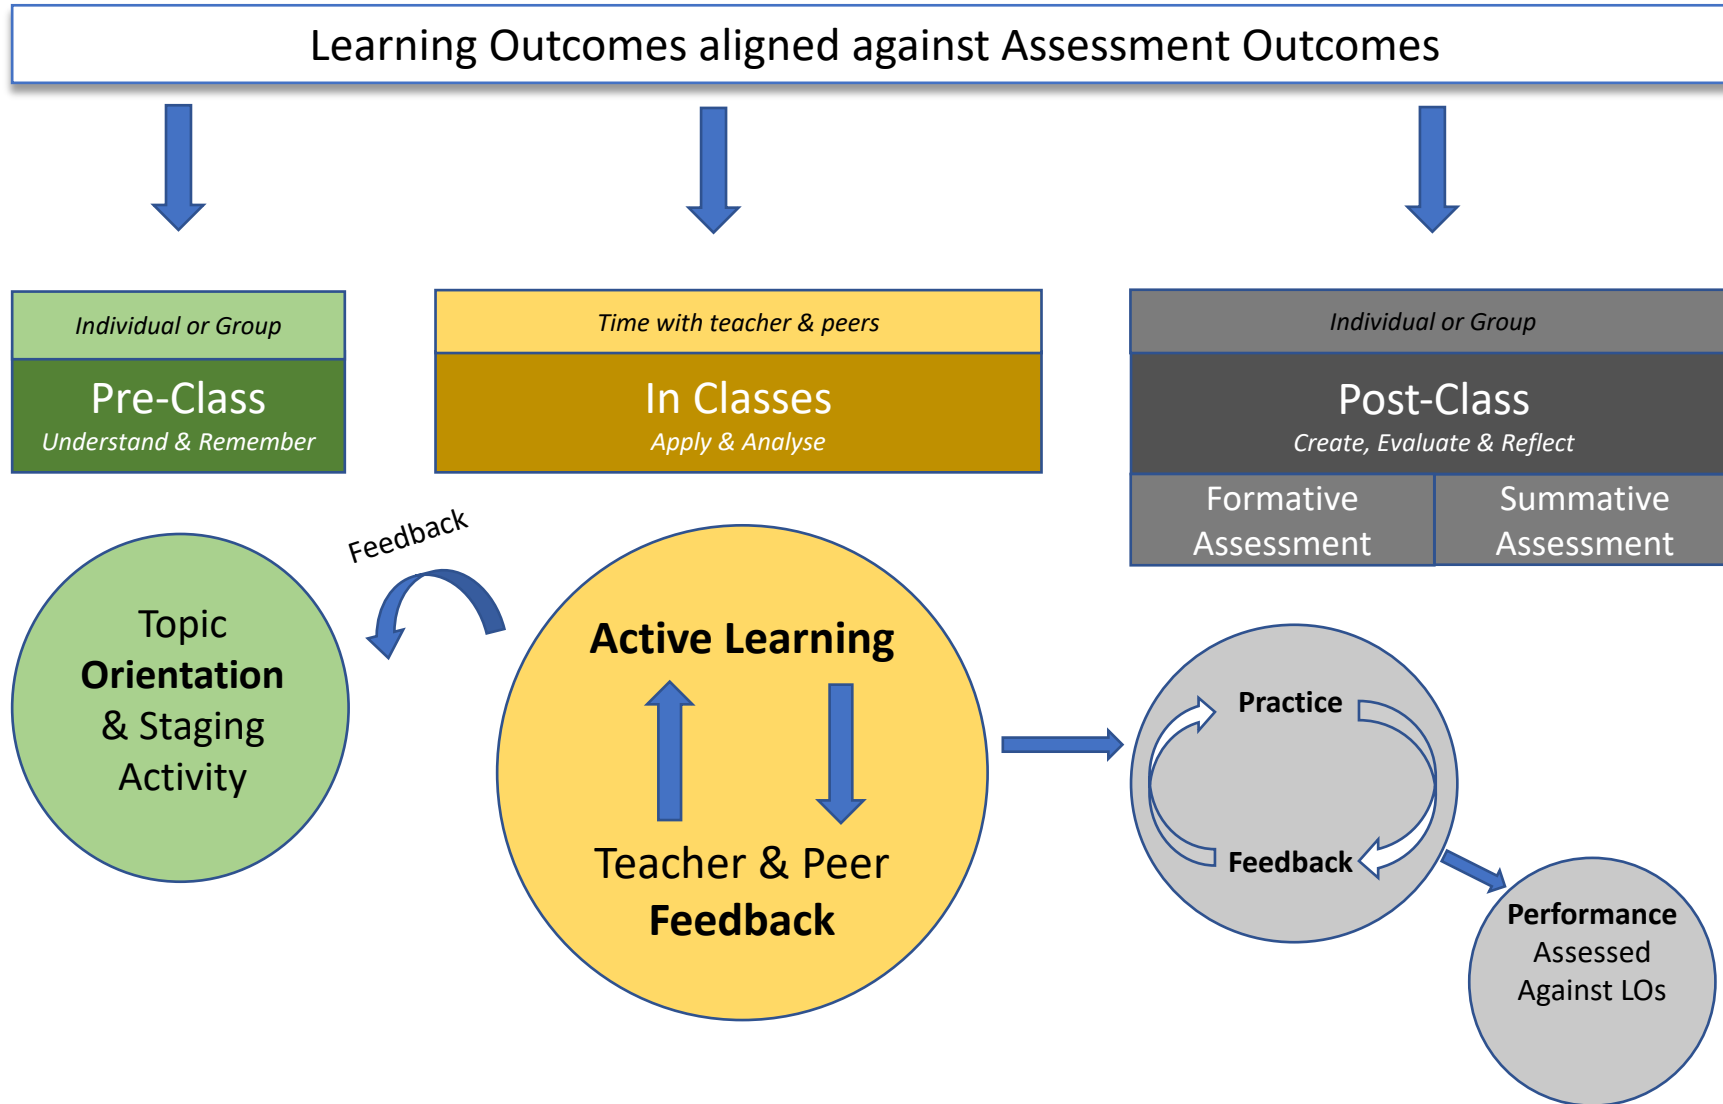 Learning Outcomes aligned against Assessment Outcomes
Individual or Group
Pre-Class
Understand & Remember
Time with teacher & peers
In Classes
Apply & Analyse
Individual or Group
Post-Class
Create, Evaluate & Reflect
Formative
Assessment
Summative
Assessment
Topic
Orientation
& Staging
Activity
Feedback
Active Learning
Teacher & Peer
Feedback
Practice
Feedback
Performance
Assessed
Against LOs